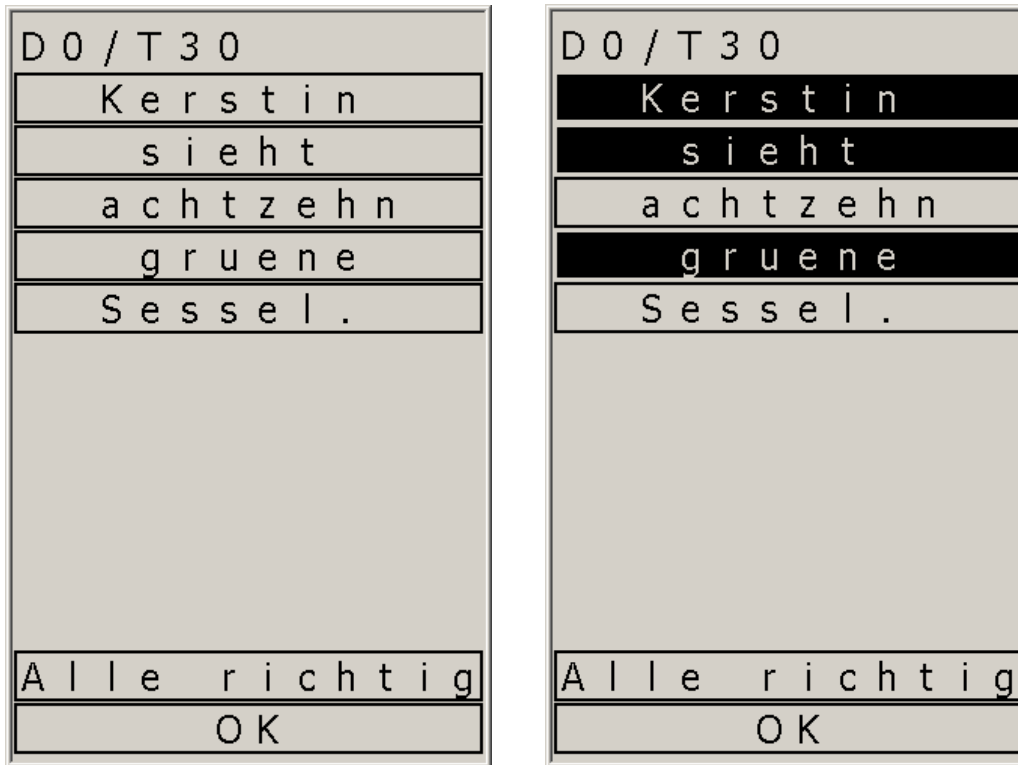 D0/T30
Kerstin
sieht
achtzehn
gruene
Sessel.
Alle richtig
OK
D0/T30
Kerstin
sieht
achtzehn
gruene
Sessel.
Alle richtig
OK